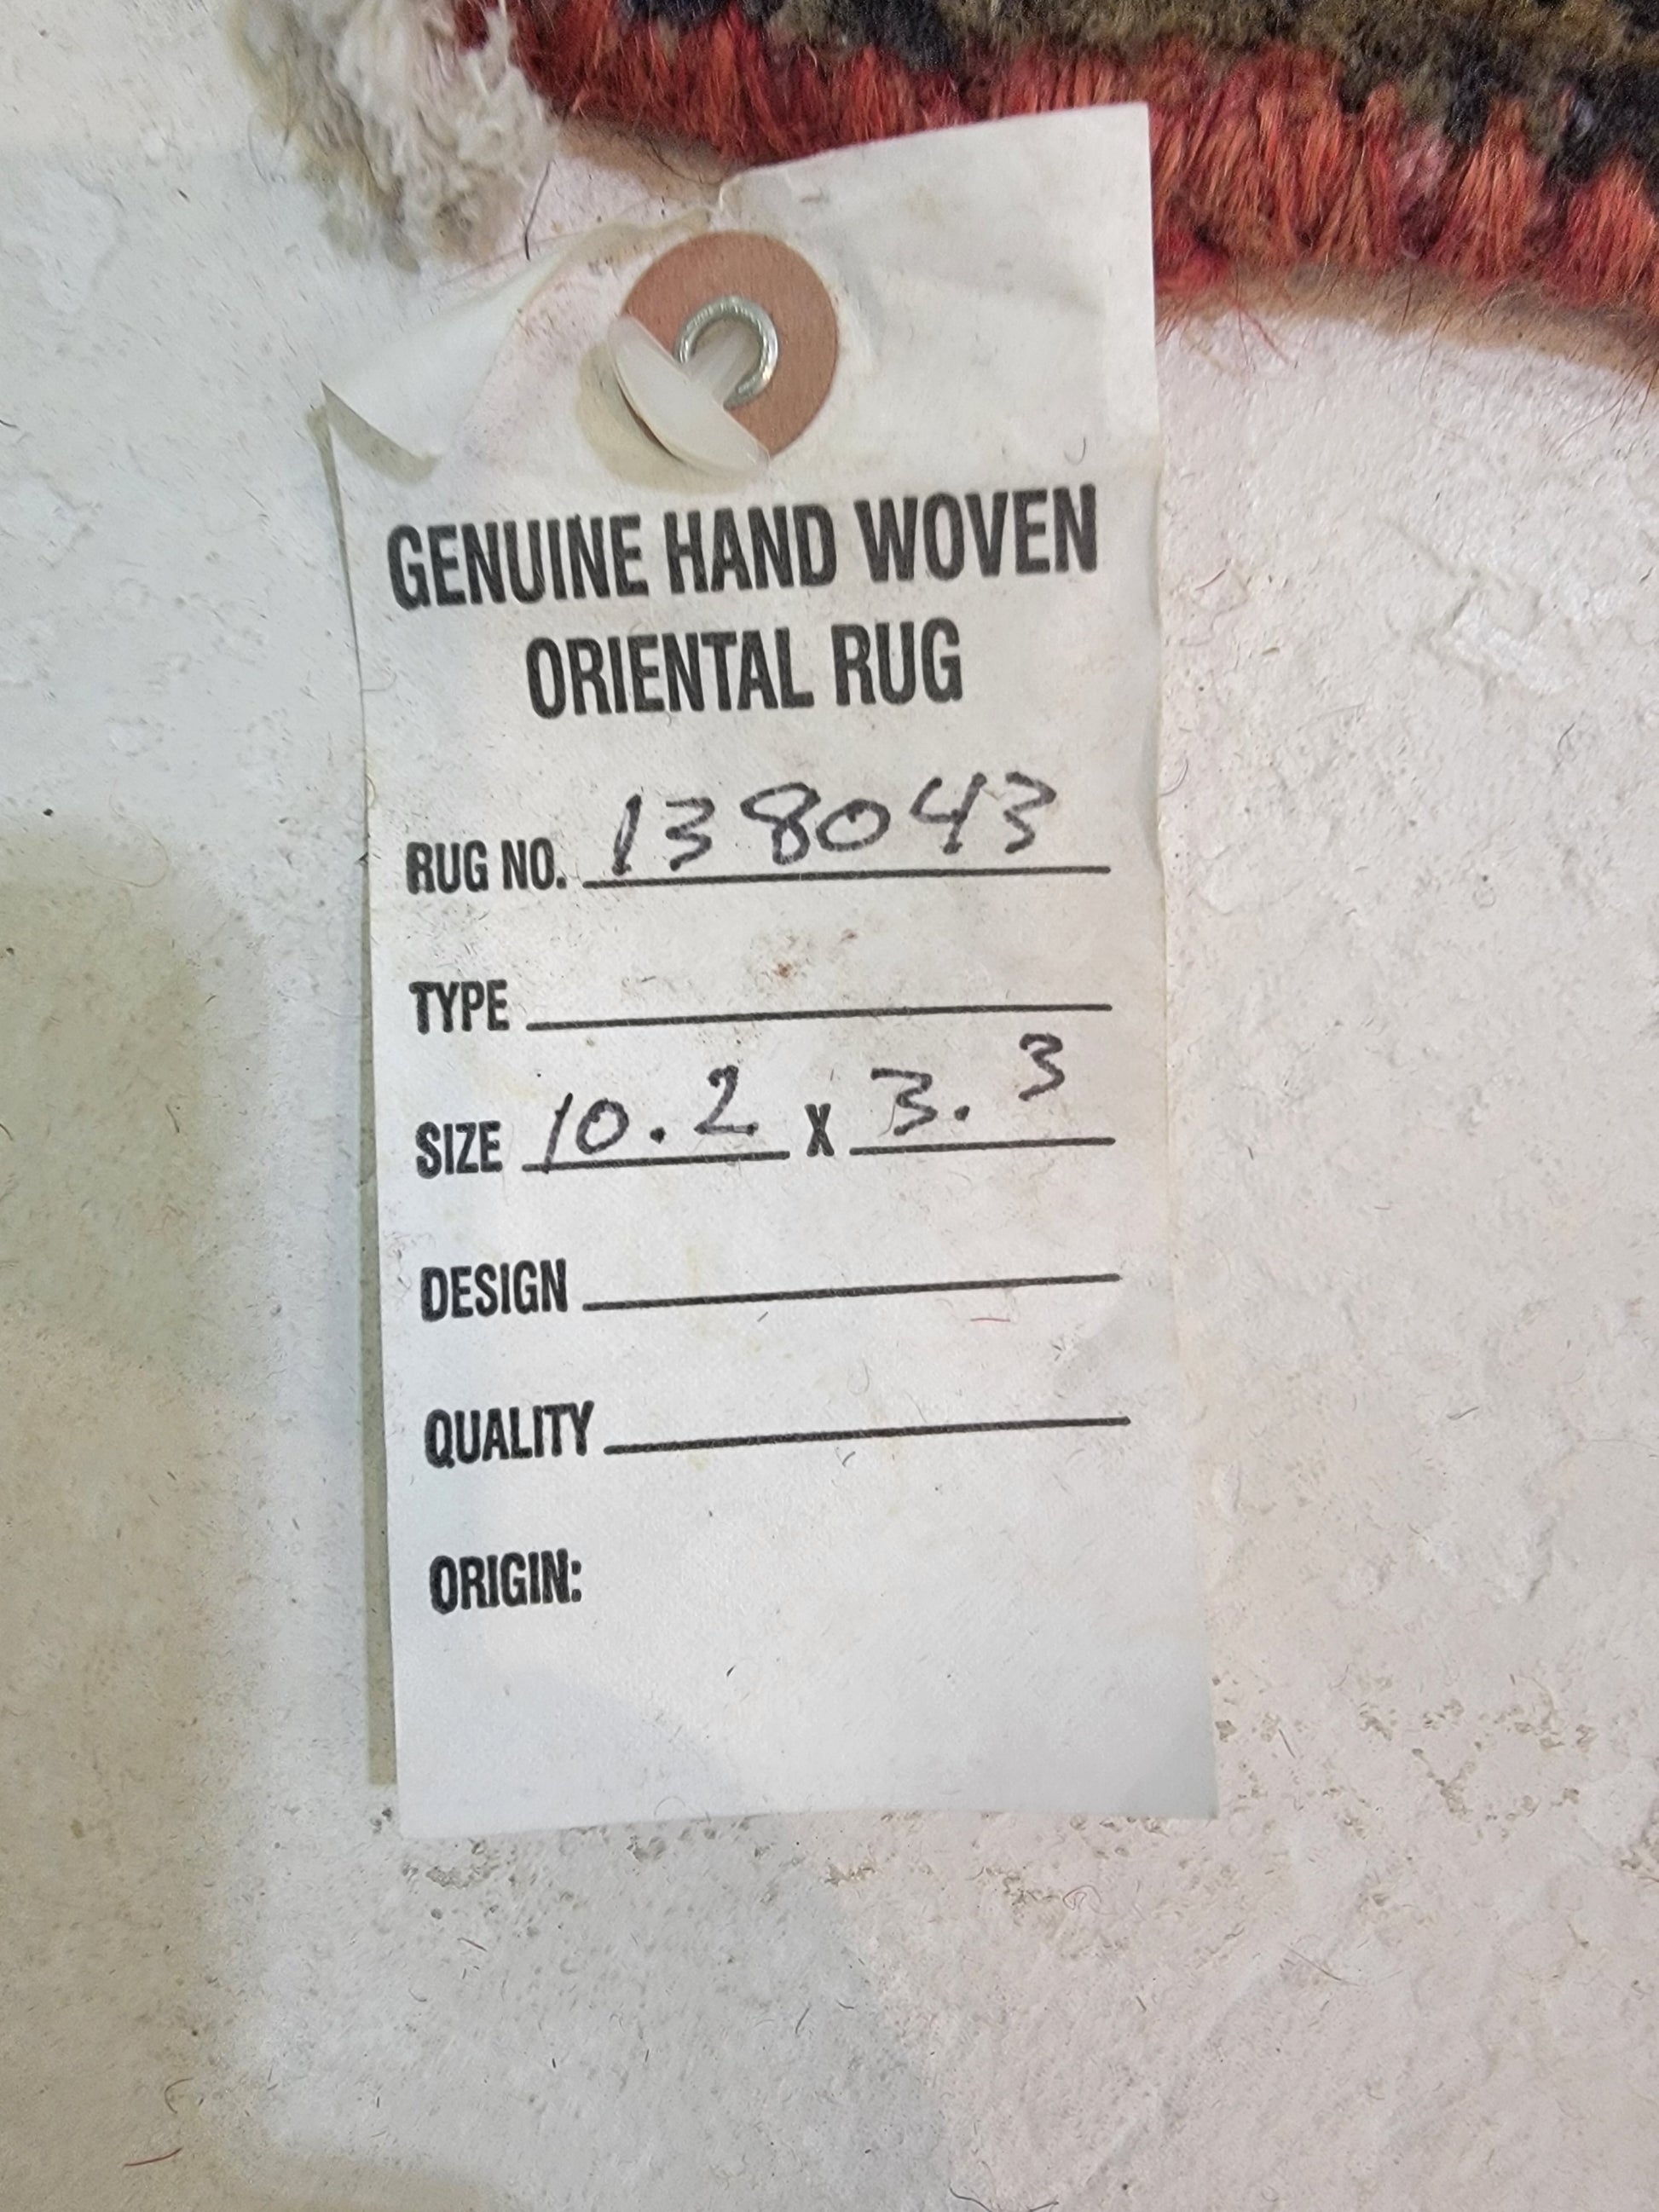 GENUINE HAND WOVEN
ORIENTAL RUG
RUG NO. 138043
TYPE
SIZE 10.2 X 3.3
DESIGN
QUALITY
ORIGIN: